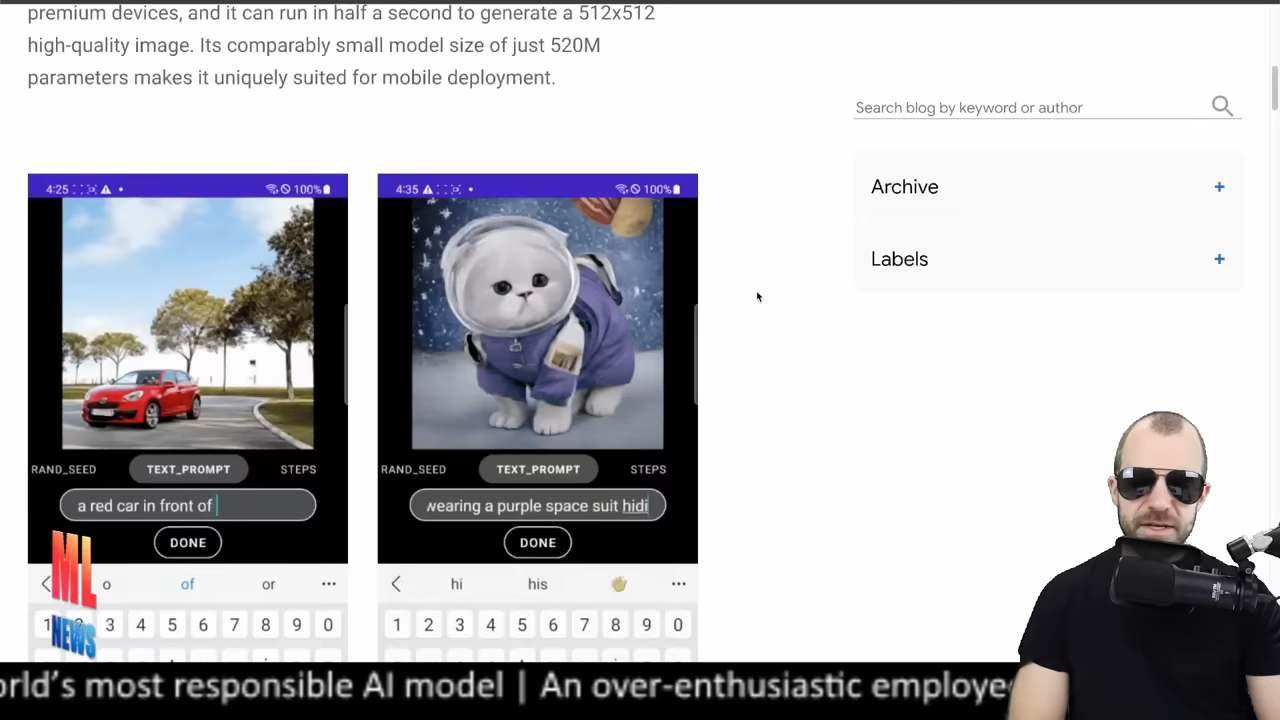 premium devices, and it can run in half a second to generate a 512x512
high-quality image. Its comparably small model size of just 520M
parameters makes it uniquely suited for mobile deployment.
Search blog by keyword or author
Archive +
Labels +
4:25 100%
RAND_SEED TEXT_PROMPT STEPS
a red car in front of
DONE
o of or ...
1 3 4 5 6 7 8 9 0
4:35 100%
RAND_SEED TEXT_PROMPT STEPS
wearing a purple space suit hidi
DONE
hi his ...
1 2 3 4 5 6 7 8 9 0
ML
NEWS
orld's most responsible AI model | An over-enthusiastic employe